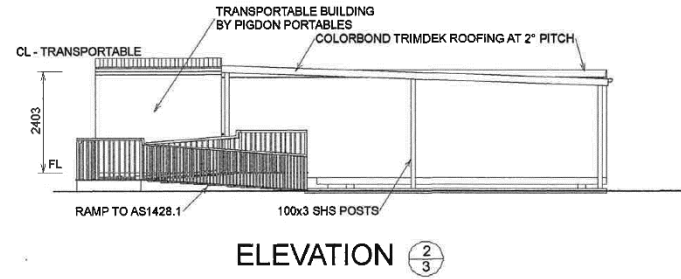 TRANSPORTABLE BUILDING
BY PIGDON PORTABLES
COLORBOND TRIMDEK ROOFING AT 2° PITCH
CL - TRANSPORTABLE
2403
FL
RAMP TO AS1428.1
100x3 SHS POSTS
ELEVATION 2
3